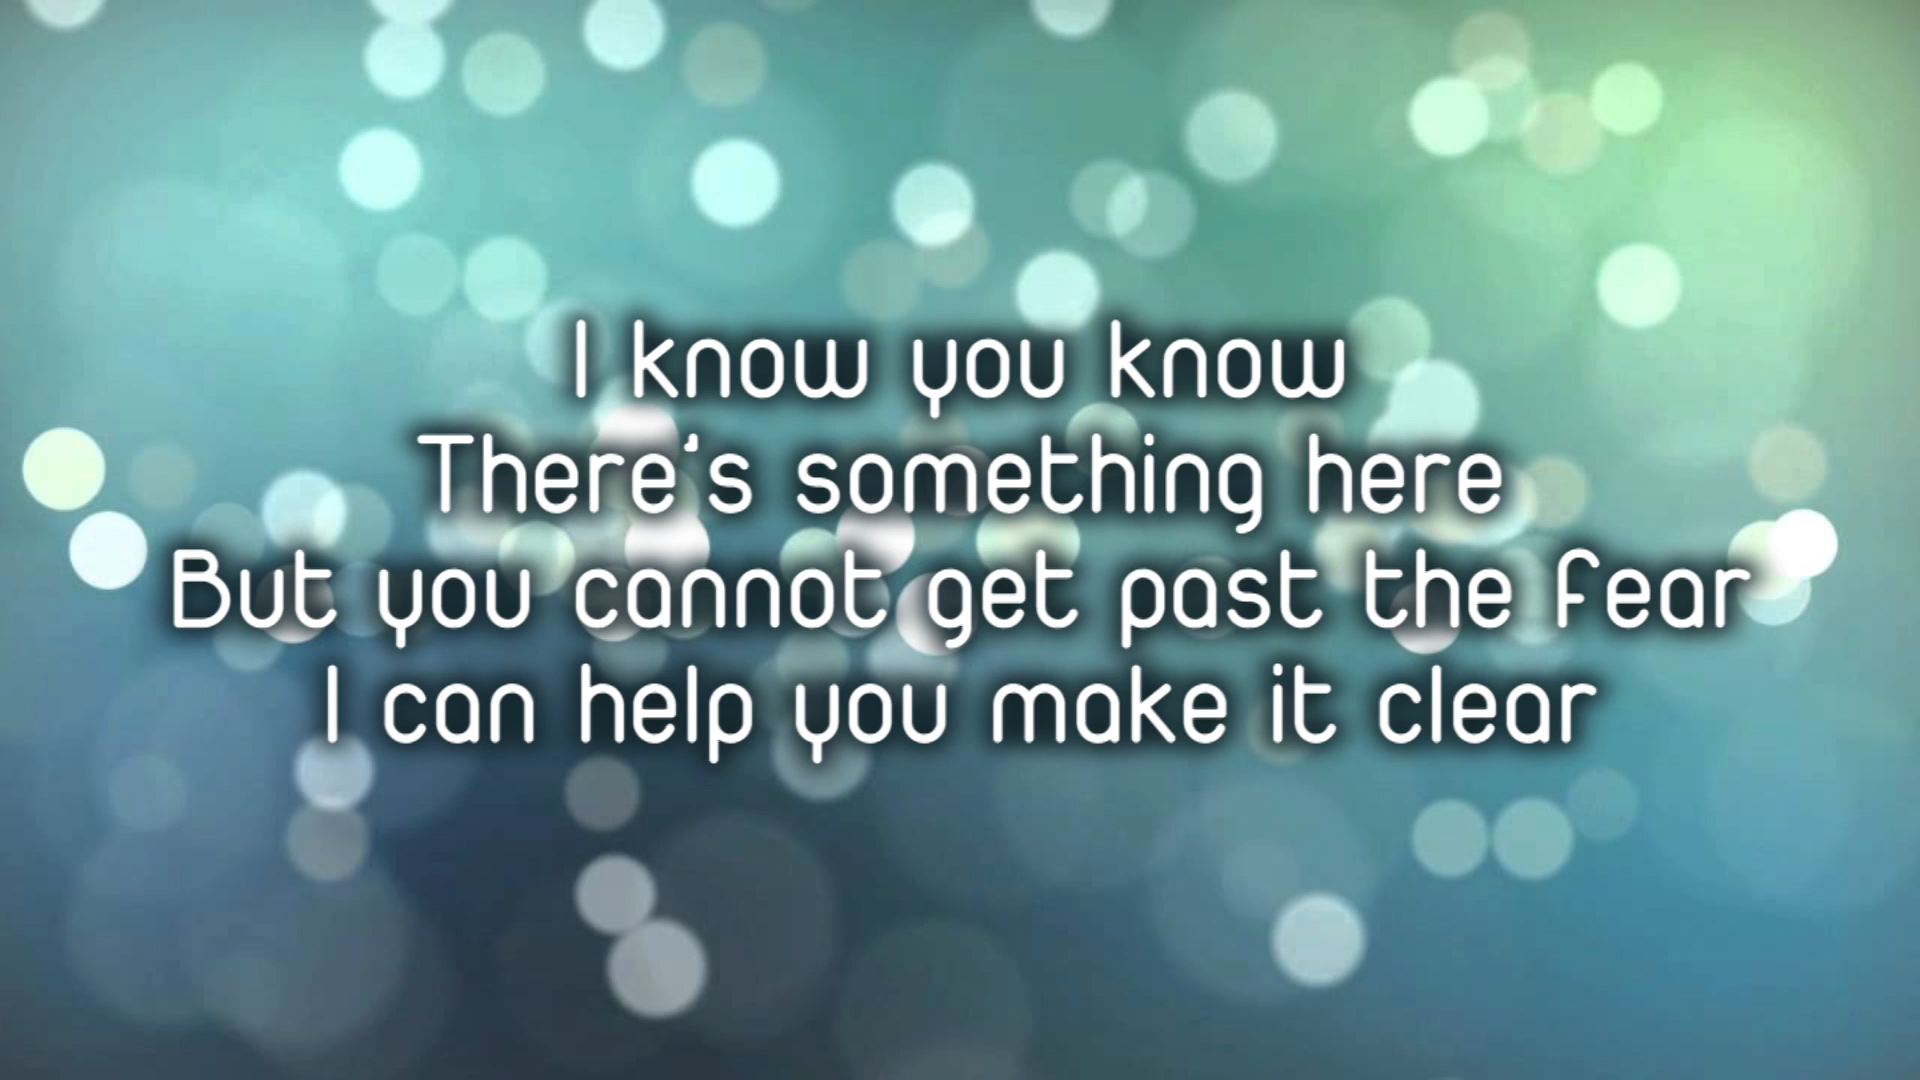 I know you know
There's something here
But you cannot get past the fear
I can help you make it clear